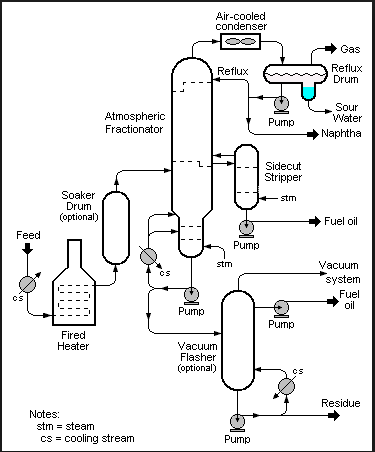 Air-cooled
condenser
Gas
Reflux
Drum
Reflux
Pump
Sour
Water
Naphtha
Atmospheric
Fractionator
Sidecut
Stripper
stm
Soaker
Drum
(optional)
Fuel oil
Pump
Feed
cs
cs
stm
Fired
Heater
Pump
Vacuum
system
Fuel
oil
Pump
Vacuum
Flasher
(optional)
cs
Residue
Pump
Notes:
stm = steam
cs = cooling stream